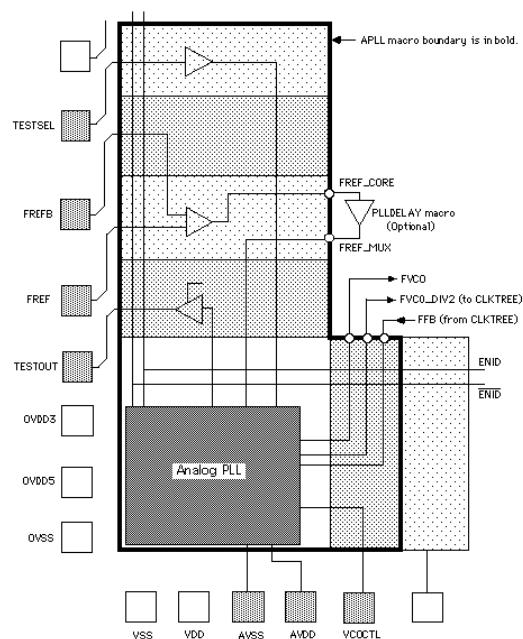 APLL macro boundary is in bold.
TESTSEL
FREFB
FREF_CORE
PLLDELAY macro
(Optional)
FREF_MUX
FREF
FVCO
FVCO_DIV2 (to CLKTREE)
FFB (from CLKTREE)
TESTOUT
ENID
ENID
OVDD3
Analog PLL
OVDD5
OVSS
VSS
VDD
AVSS
AVDD
VCOCTL